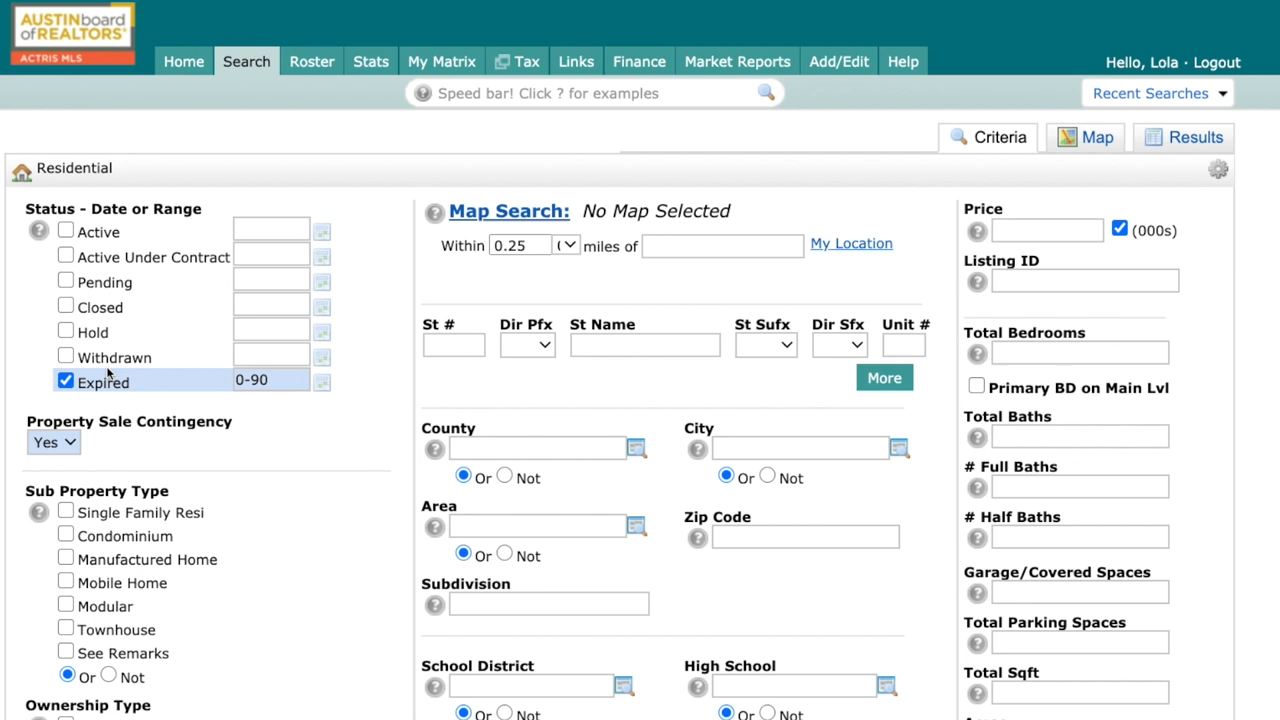 AUSTINboard
of REALTORS®
ACTRIS MLS
Home
Search
Roster
Stats
My Matrix
Tax
Links
Finance
Market Reports
Add/Edit
Help
Hello, Lola · Logout
Speed bar! Click ? for examples
Recent Searches
Criteria
Map
Results
Residential
Status - Date or Range
Active
Active Under Contract
Pending
Closed
Hold
Withdrawn
Expired 0-90
Property Sale Contingency
Yes
Sub Property Type
Single Family Resi
Condominium
Manufactured Home
Mobile Home
Modular
Townhouse
See Remarks
Or Not
Ownership Type
Map Search: No Map Selected
Within 0.25 ( miles of My Location
St # Dir Pfx St Name St Sufx Dir Sfx Unit #
More
County
Or Not
City
Or Not
Area
Or Not
Zip Code
Subdivision
School District
Or Not
High School
Or Not
Price
(000s)
Listing ID
Total Bedrooms
Primary BD on Main Lvl
Total Baths
# Full Baths
# Half Baths
Garage/Covered Spaces
Total Parking Spaces
Total Sqft